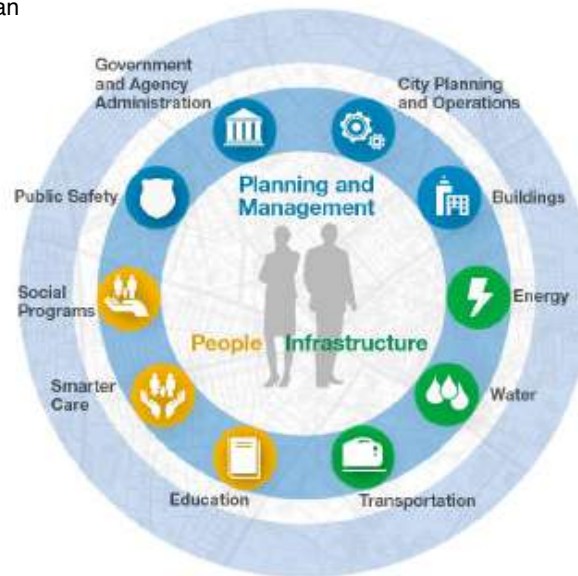 an
Government
and Agency
Administration
City Planning
and Operations
Public Safety
Planning and
Management
Buildings
Social
Programs
Energy
People
Infrastructure
Smarter
Care
Water
Education
Transportation